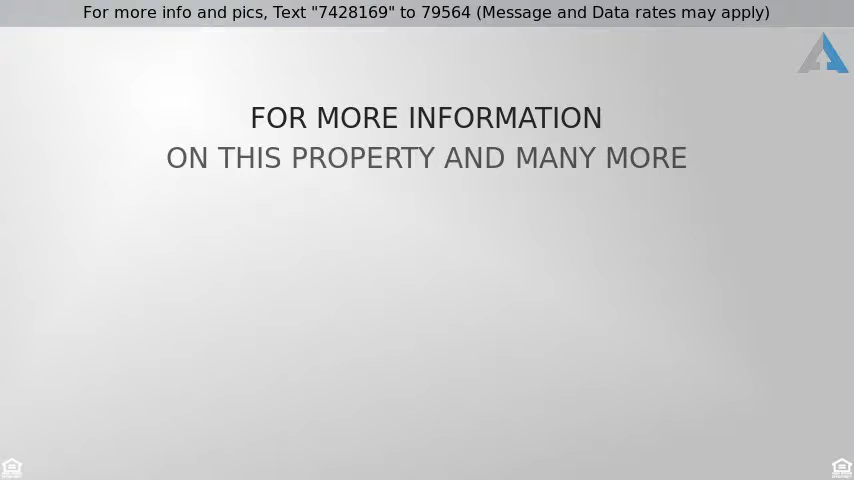 For more info and pics, Text "7428169" to 79564 (Message and Data rates may apply)
FOR MORE INFORMATION
ON THIS PROPERTY AND MANY MORE